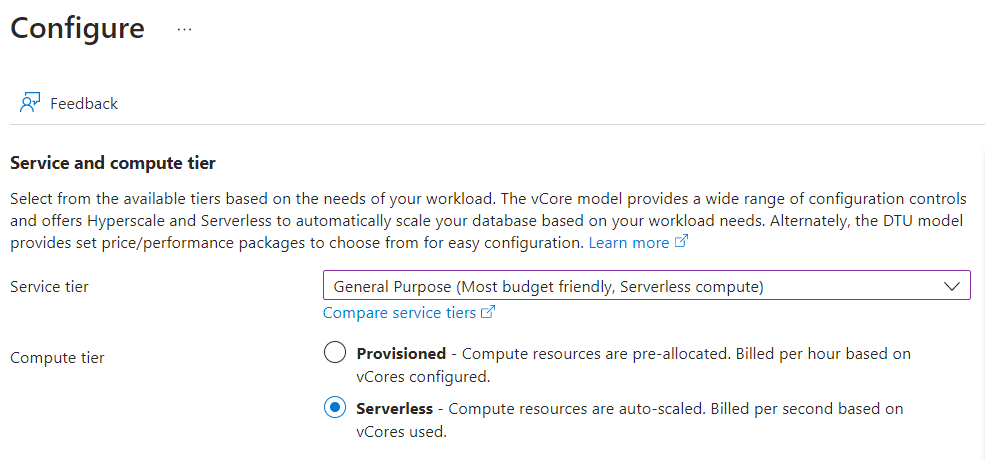 Configure ...
Feedback
Service and compute tier
Select from the available tiers based on the needs of your workload. The vCore model provides a wide range of configuration controls
and offers Hyperscale and Serverless to automatically scale your database based on your workload needs. Alternately, the DTU model
provides set price/performance packages to choose from for easy configuration. Learn more
Service tier
General Purpose (Most budget friendly, Serverless compute)
Compare service tiers
Compute tier
Provisioned - Compute resources are pre-allocated. Billed per hour based on
vCores configured.
Serverless - Compute resources are auto-scaled. Billed per second based on
vCores used.